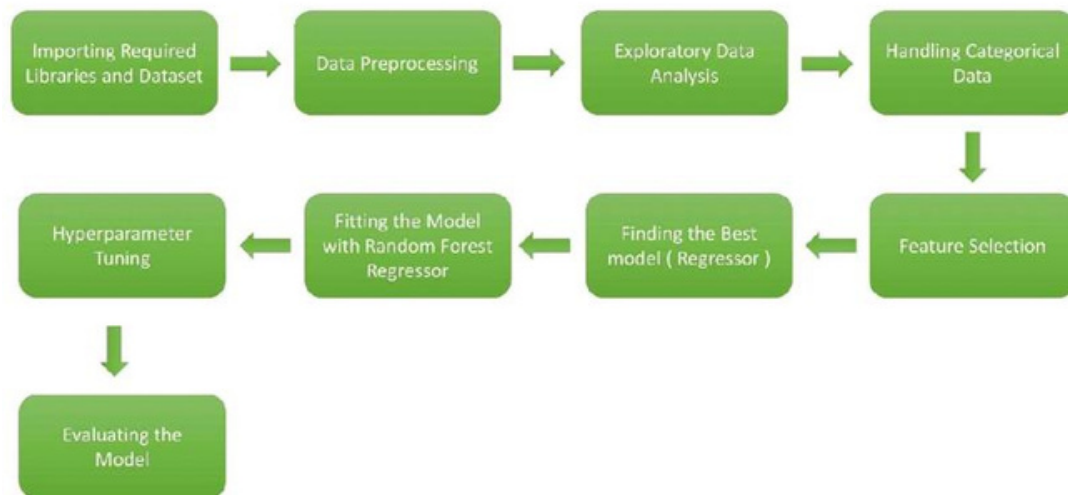 Importing Required
Libraries and Dataset
Data Preprocessing
Exploratory Data
Analysis
Handling Categorical
Data
Feature Selection
Finding the Best
model ( Regressor )
Fitting the Model
with Random Forest
Regressor
Hyperparameter
Tuning
Evaluating the
Model